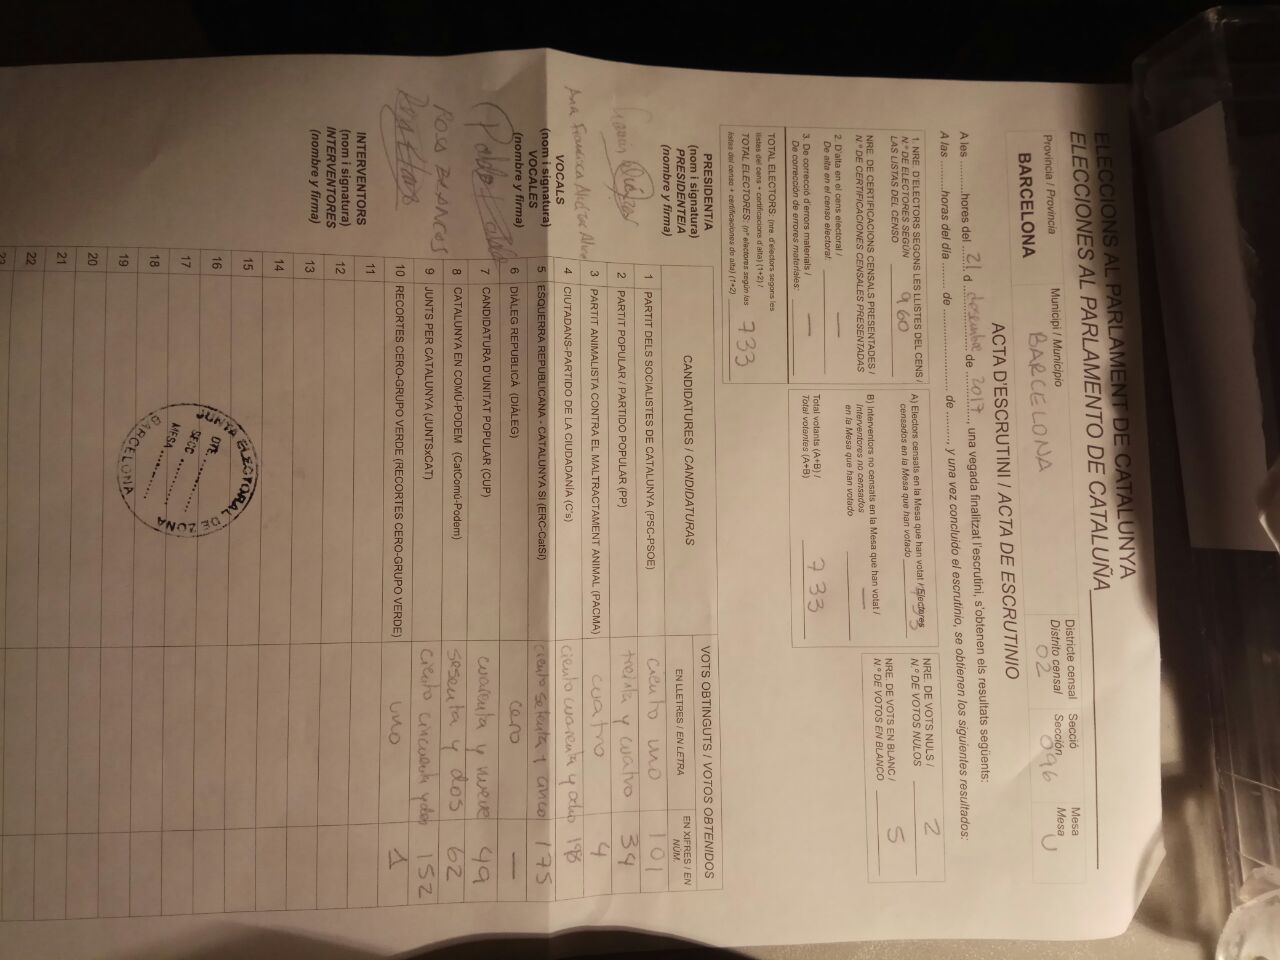 ELECCIONS AL PARLAMENT DE CATALUNYA
ELECCIONES AL PARLAMENTO DE CATALUÑA
Província / Provincia
BARCELONA
Municipi / Municipio
BARCELONA
Districte censal
Distrito censal
02
Secció
Sección
096
Mesa
Mesa
U
ACTA D'ESCRUTINI / ACTA DE ESCRUTINIO
A les ........... hores del ..21.. d desembre de 2017, una vegada finalitzat l'escrutini, s'obtenen els resultats següents:
A las ........... horas del día ......... de ......................... de ........., y una vez concluido el escrutinio, se obtienen los siguientes resultados:
1. NRE. D'ELECTORS SEGONS LES LLISTES DEL CENS /
N.º DE ELECTORES SEGÚN
LAS LISTAS DEL CENSO
960
NRE. DE CERTIFICACIONS CENSALS PRESENTADES /
N.º DE CERTIFICACIONES CENSALES PRESENTADAS
2. D'alta en el cens electoral /
De alta en el censo electoral:
—
3. De correcció d'errors materials /
De corrección de errores materiales:
—
TOTAL ELECTORS: (nre. d'electors segons les
llistes del cens + certificacions d'alta) (1+2) /
TOTAL ELECTORES: (nº electores según las
listas del censo + certificaciones de alta) (1+2)
733
A) Electors censats en la Mesa que han votat / Electores
censados en la Mesa que han votado
733
B) Interventors no censats en la Mesa que han votat /
Interventores no censados
en la Mesa que han votado
—
Total votants (A+B) /
Total votantes (A+B)
733
NRE. DE VOTS NULS /
N.º DE VOTOS NULOS
2
NRE. DE VOTS EN BLANC /
N.º DE VOTOS EN BLANCO
5
PRESIDENT/A
(nom i signatura)
PRESIDENTE/A
(nombre y firma)
VOCALS
(nom i signatura)
VOCALES
(nombre y firma)
Pablo
INTERVENTORS
(nom i signatura)
INTERVENTORES
(nombre y firma)
CANDIDATURES / CANDIDATURAS
VOTS OBTINGUTS / VOTOS OBTENIDOS
EN LLETRES / EN LETRA
EN XIFRES / EN NÚM.
1 PARTIT DELS SOCIALISTES DE CATALUNYA (PSC-PSOE) ciento uno 101
2 PARTIT POPULAR / PARTIDO POPULAR (PP) treinta y cuatro 34
3 PARTIT ANIMALISTA CONTRA EL MALTRACTAMENT ANIMAL (PACMA) cuatro 4
4 CIUTADANS-PARTIDO DE LA CIUDADANÍA (C's) ciento cuarenta y ocho 148
5 ESQUERRA REPUBLICANA - CATALUNYA SÍ (ERC-CatSí) ciento setenta y cinco 175
6 DIÀLEG REPUBLICÀ (DIÀLEG) cero —
7 CANDIDATURA D'UNITAT POPULAR (CUP) cuarenta y nueve 49
8 CATALUNYA EN COMÚ-PODEM (CatComú-Podem) sesenta y dos 62
9 JUNTS PER CATALUNYA (JUNTSxCAT) ciento cincuenta y dos 152
10 RECORTES CERO-GRUPO VERDE (RECORTES CERO-GRUPO VERDE) uno 1
11
12
13
14
15
16
17
18
19
20
21
22
23
JUNTA ELECTORAL DE ZONA
DTE.
SECC.
MESA
BARCELONA